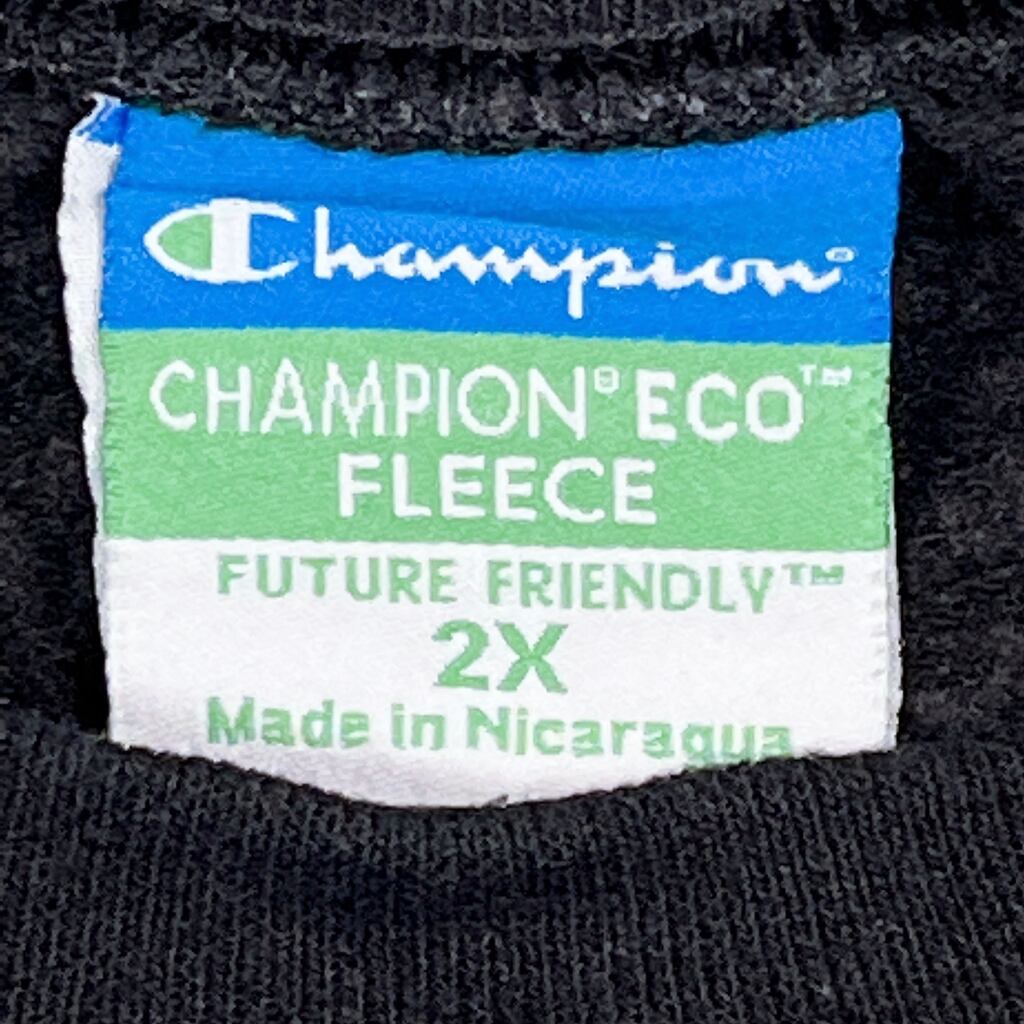 Champion®
CHAMPION® ECO™
FLEECE
FUTURE FRIENDLY™
2X
Made in Nicaragua